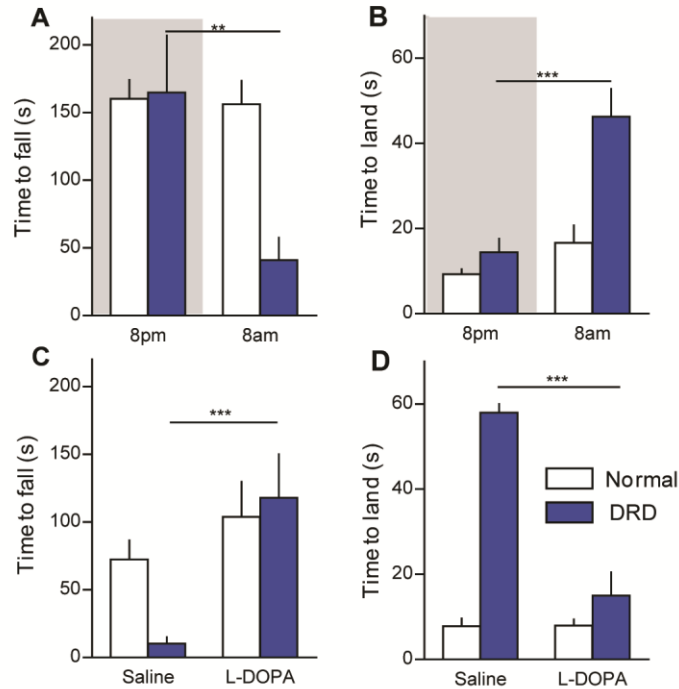 A
Time to fall (s)
200
150
100
50
0
**
8pm
8am
B
Time to land (s)
60
40
20
0
***
8pm
8am
C
Time to fall (s)
200
150
100
50
0
***
Saline
L-DOPA
D
Time to land (s)
60
40
20
0
***
Normal
DRD
Saline
L-DOPA